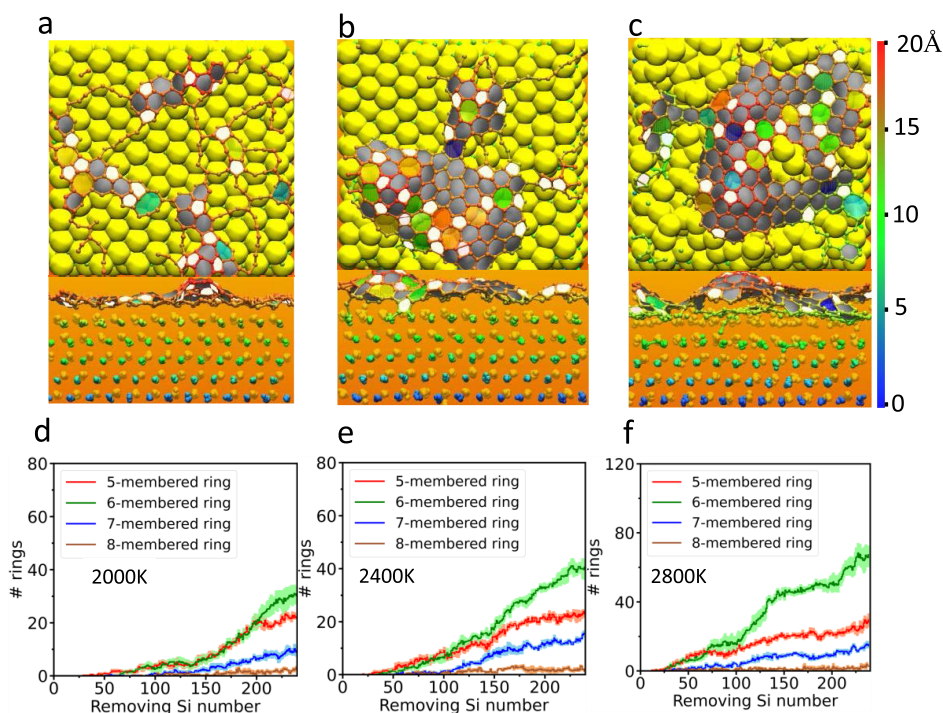 a
b
c
20Å
15
10
5
0
d
e
f
80
60
40
20
0
# rings
5-membered ring
6-membered ring
7-membered ring
8-membered ring
2000K
0 50 100 150 200
Removing Si number
80
60
40
20
0
# rings
5-membered ring
6-membered ring
7-membered ring
8-membered ring
2400K
0 50 100 150 200
Removing Si number
120
80
40
0
# rings
5-membered ring
6-membered ring
7-membered ring
8-membered ring
2800K
0 50 100 150 200
Removing Si number